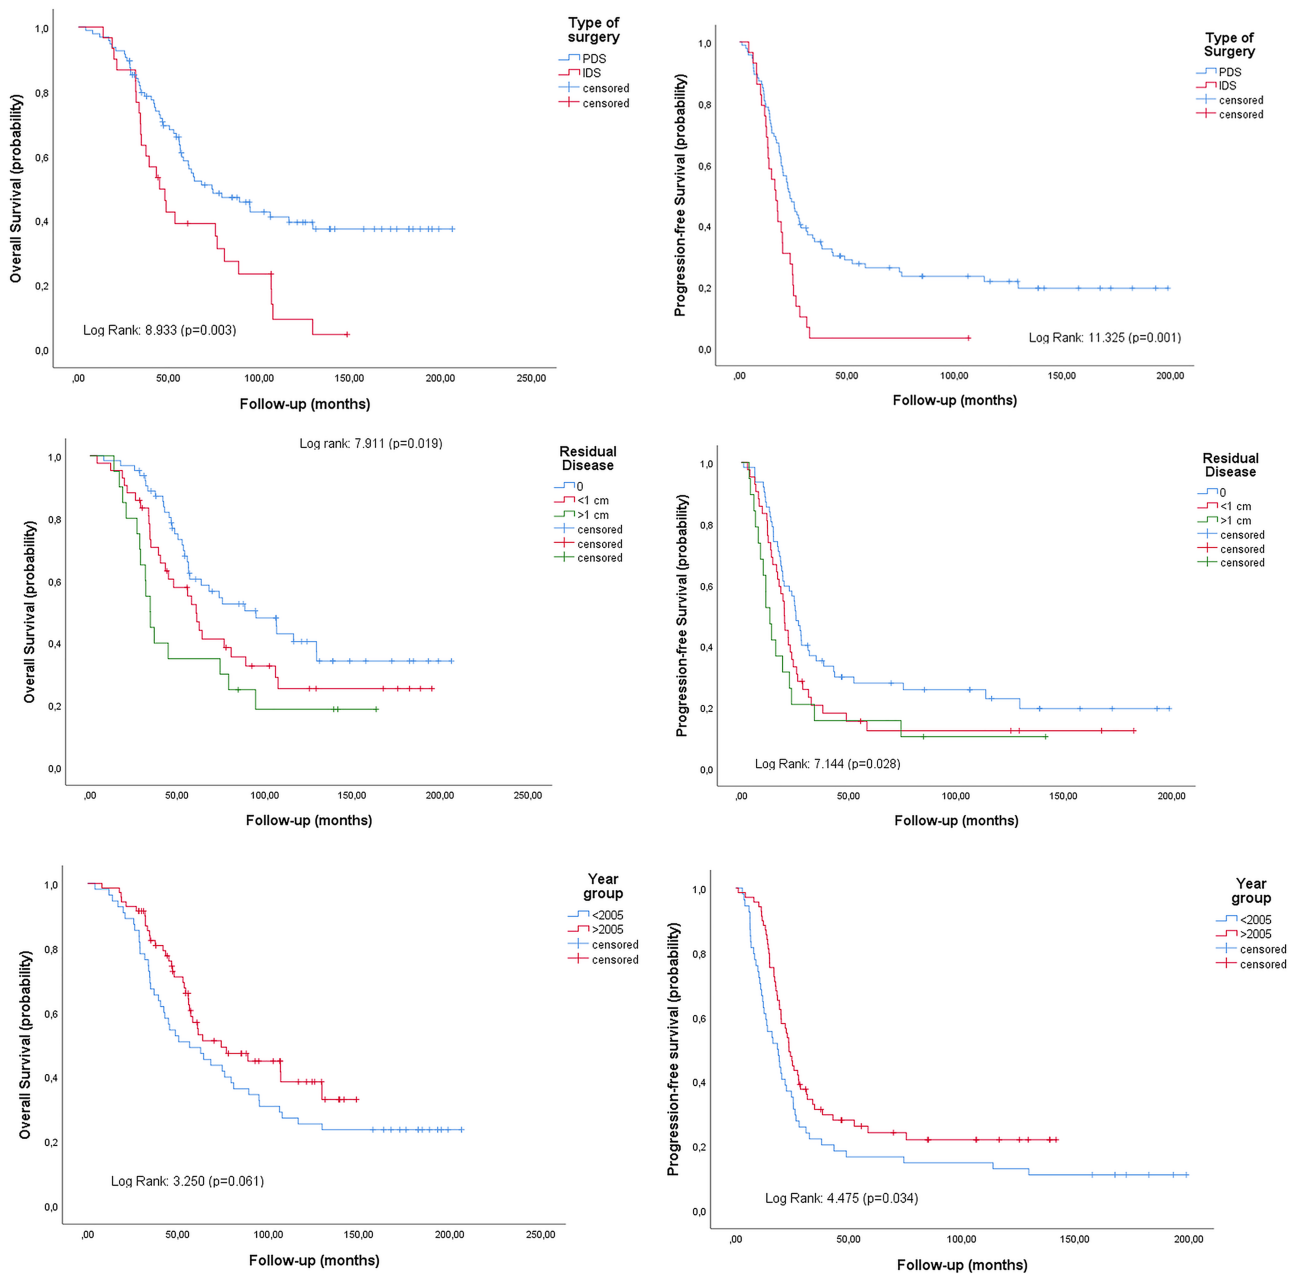 Type of
surgery
PDS
IDS
censored
censored
Overall Survival (probability)
1,0
0,8
0,6
0,4
0,2
0,0
Log Rank: 8.933 (p=0.003)
,00
50,00
100,00
150,00
200,00
250,00
Follow-up (months)
Type of
Surgery
PDS
IDS
censored
censored
Progression-free Survival (probability)
1,0
0,8
0,6
0,4
0,2
0,0
Log Rank: 11.325 (p=0.001)
,00
50,00
100,00
150,00
200,00
Follow-up (months)
Log rank: 7.911 (p=0.019)
Residual
Disease
0
<1 cm
>1 cm
censored
censored
censored
Overall Survival (probability)
1,0
0,8
0,6
0,4
0,2
0,0
,00
50,00
100,00
150,00
200,00
250,00
Follow-up (months)
Residual
Disease
0
<1 cm
>1 cm
censored
censored
censored
Progression-free Survival (probability)
1,0
0,8
0,6
0,4
0,2
0,0
Log Rank: 7.144 (p=0.028)
,00
50,00
100,00
150,00
200,00
Follow-up (months)
Year
group
<2005
>2005
censored
censored
Overall Survival (probability)
1,0
0,8
0,6
0,4
0,2
0,0
Log Rank: 3.250 (p=0.061)
,00
50,00
100,00
150,00
200,00
250,00
Follow-up (months)
Year
group
<2005
>2005
censored
censored
Progression-free survival (probability)
1,0
0,8
0,6
0,4
0,2
0,0
Log Rank: 4.475 (p=0.034)
,00
50,00
100,00
150,00
200,00
Follow-up (months)